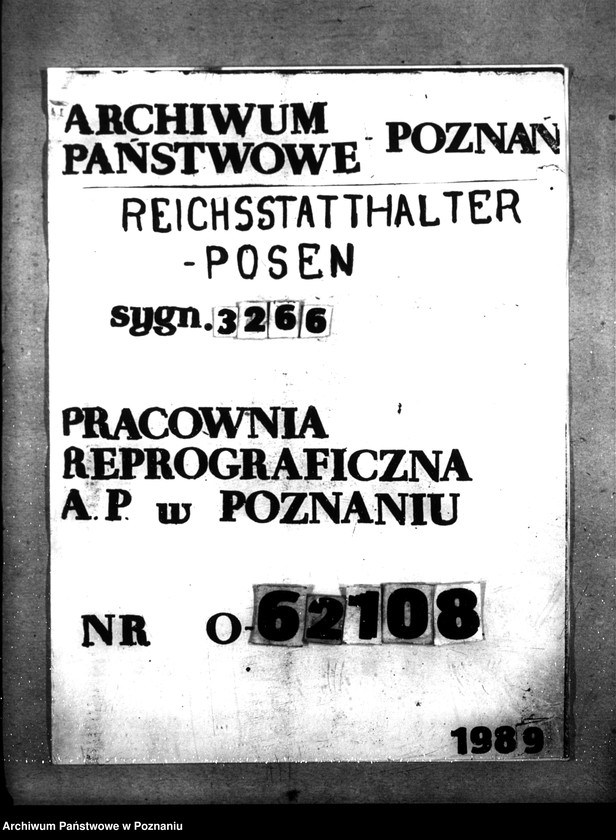 ARCHIWUM
PAŃSTWOWE - POZNAŃ
REICHSSTATTHALTER
-POSEN
sygn. 3266
PRACOWNIA
REPROGRAFICZNA
A. P. w POZNANIU
NR O-62108
1989
Archiwum Państwowe w Poznaniu